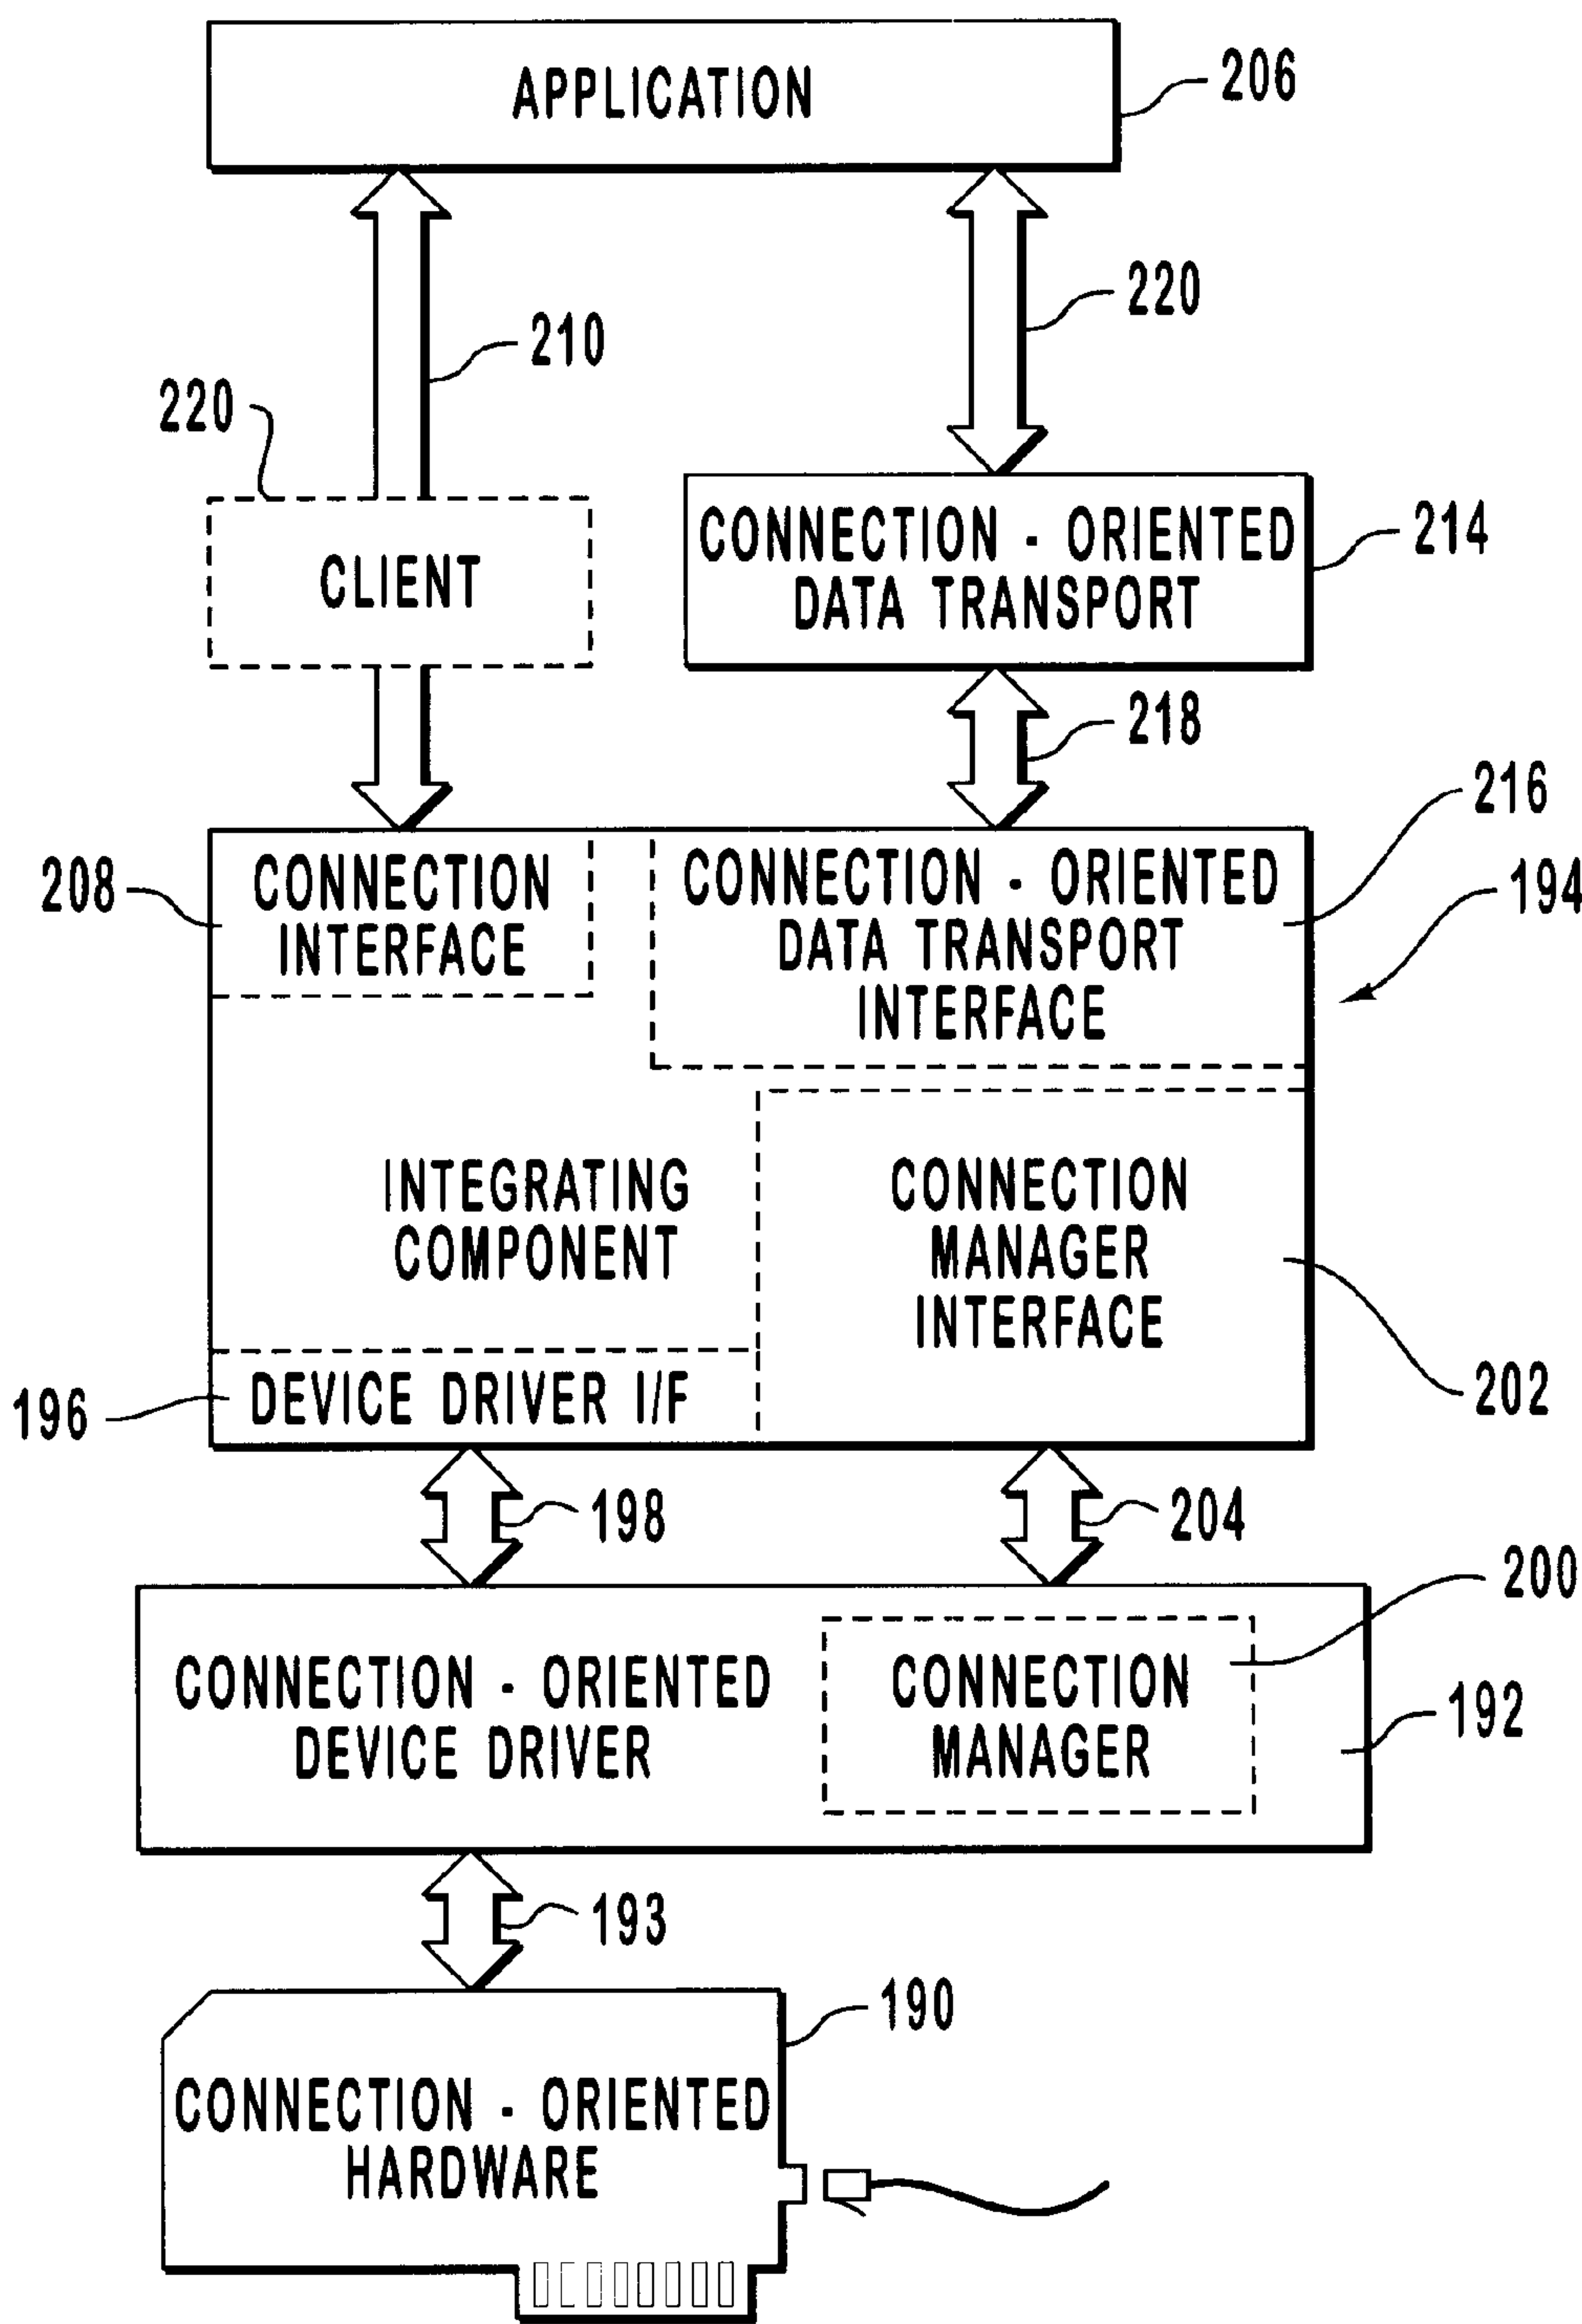 APPLICATION
206
210
220
220
CLIENT
CONNECTION - ORIENTED
DATA TRANSPORT
214
218
216
194
208
CONNECTION
INTERFACE
CONNECTION - ORIENTED
DATA TRANSPORT
INTERFACE
INTEGRATING
COMPONENT
CONNECTION
MANAGER
INTERFACE
202
196
DEVICE DRIVER I/F
198
204
200
CONNECTION - ORIENTED
DEVICE DRIVER
CONNECTION
MANAGER
192
193
190
CONNECTION - ORIENTED
HARDWARE